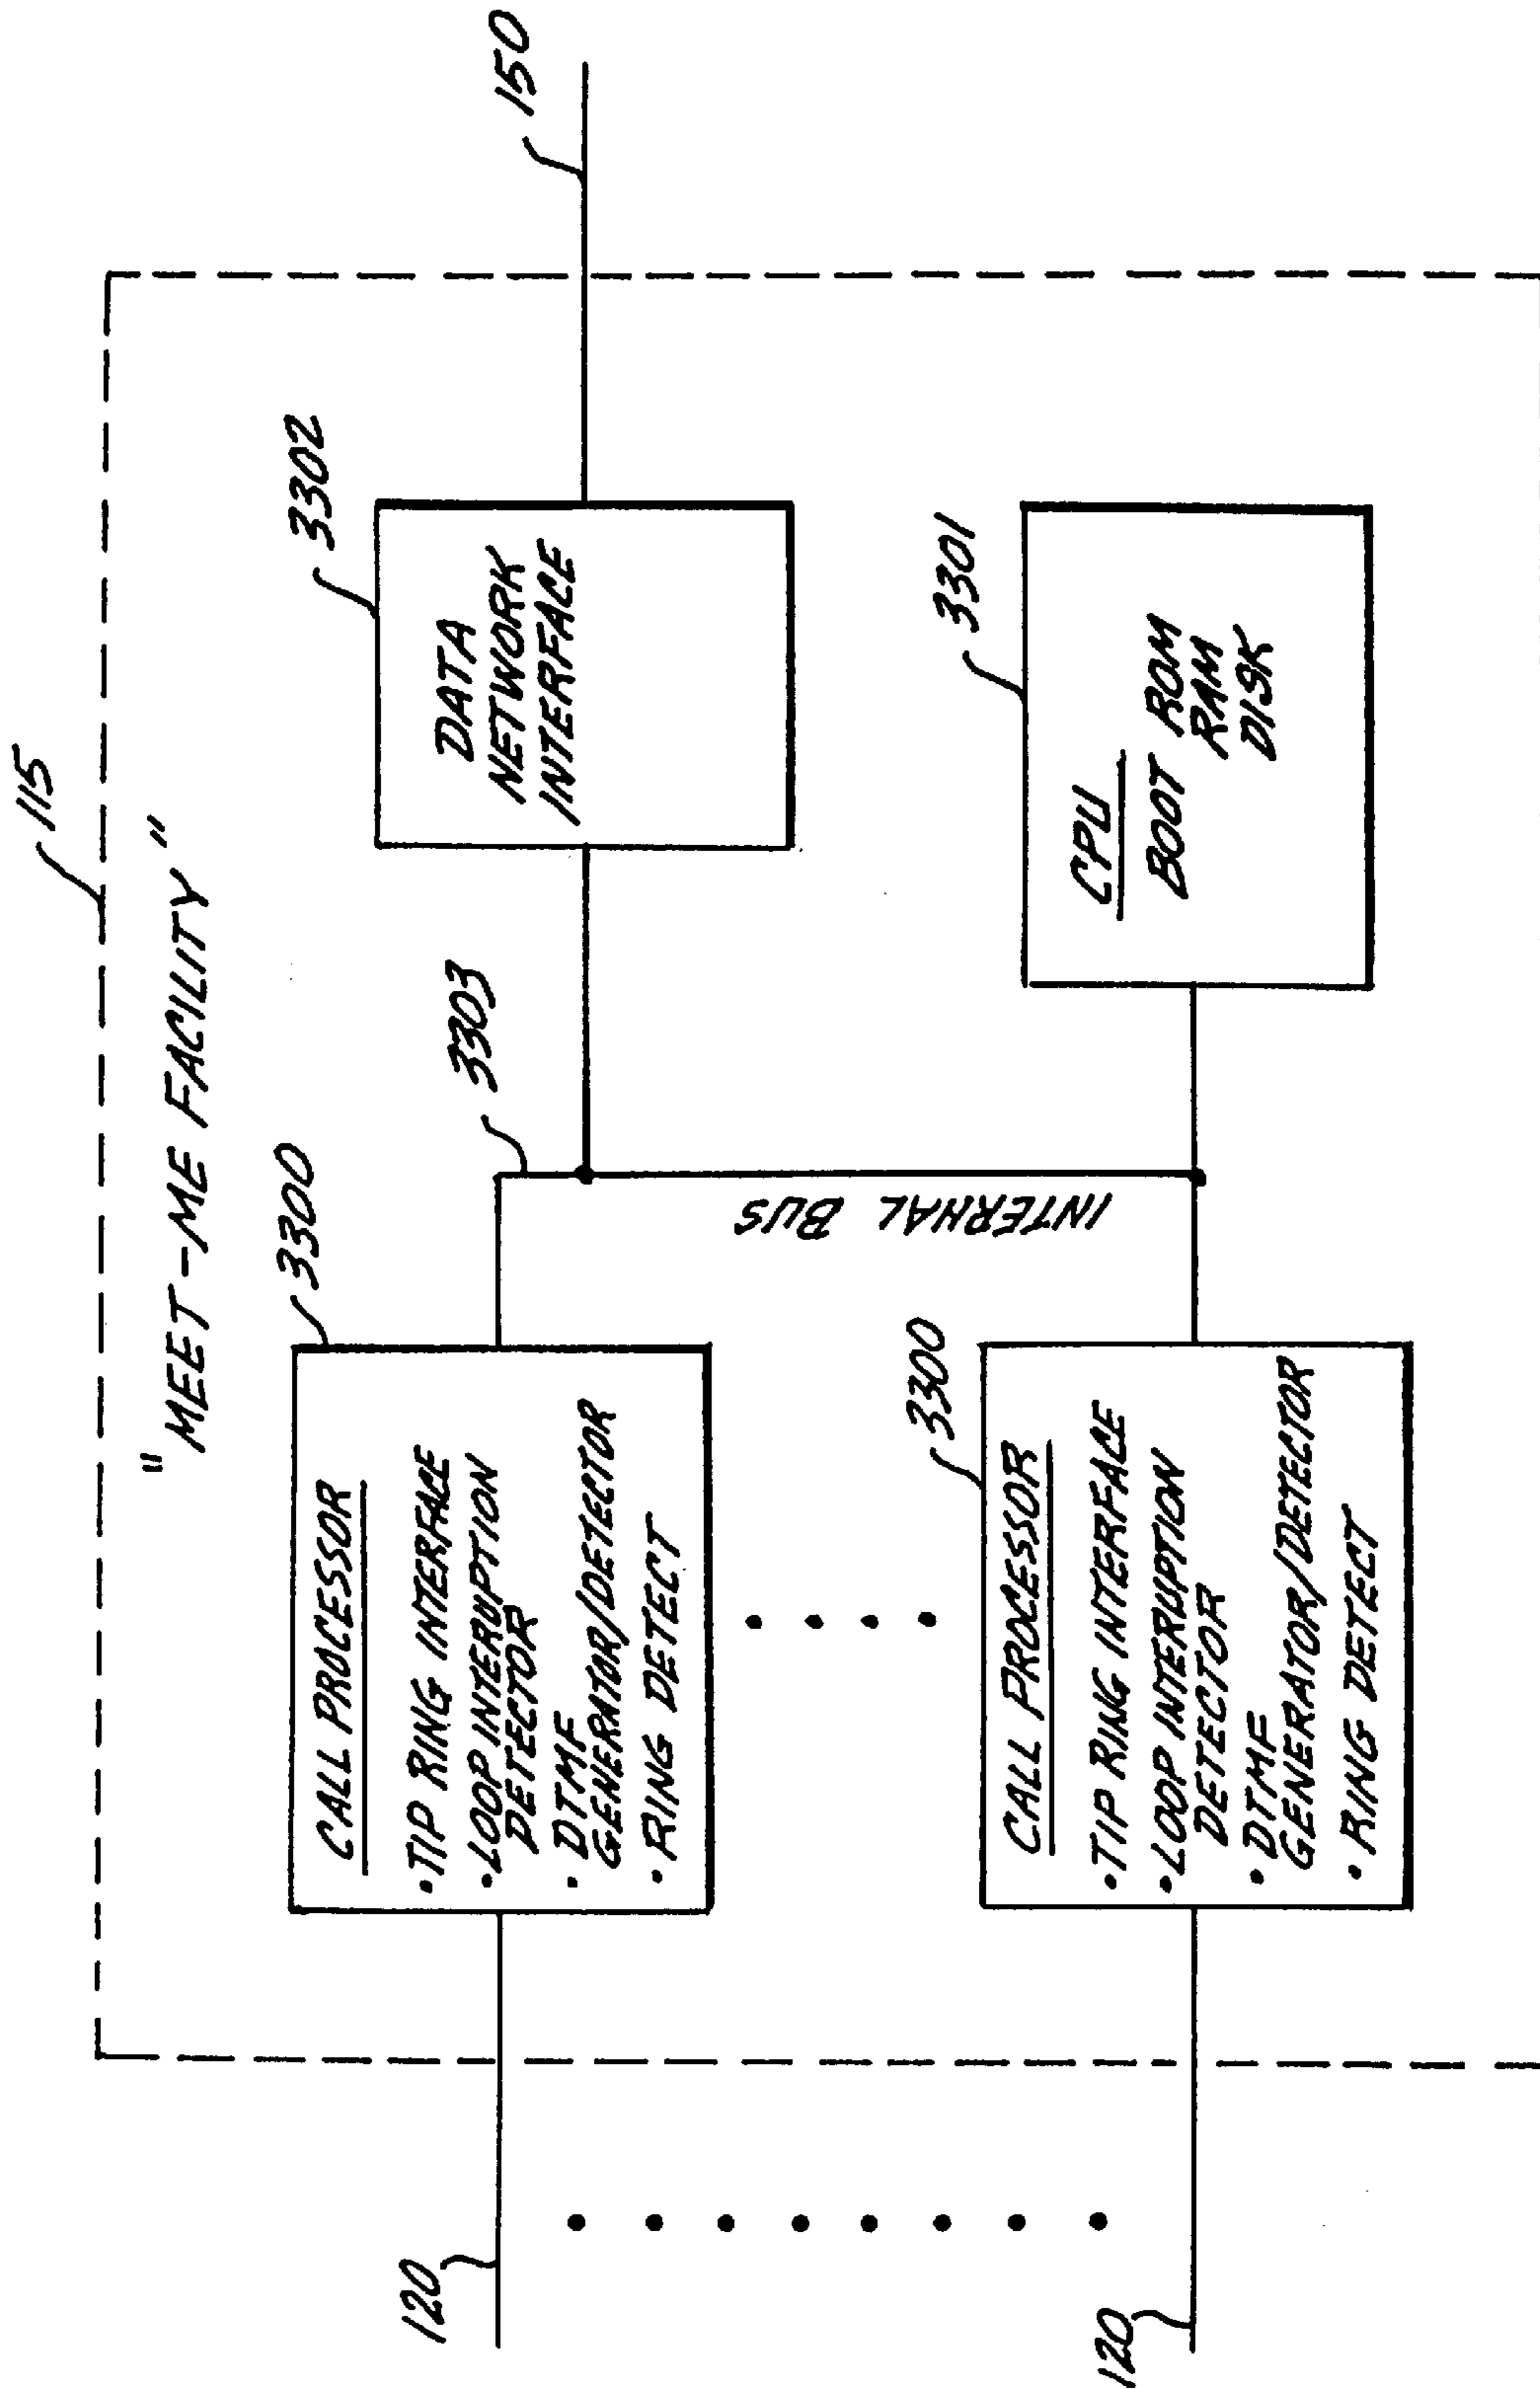 115
"MEET-ME FACILITY"
3300
CALL PROCESSOR
•TIP RING INTERFACE
•LOOP INTERUPTION
DETECTOR
•DTMF
GENERATOR/DETECTOR
•RING DETECT
3303
INTERNAL BUS
3302
DATA
NETWORK
INTERFACE
150
120
3300
CALL PROCESSOR
•TIP RING INTERFACE
•LOOP INTERUPTION
DETECTOR
•DTMF
GENERATOR/DETECTOR
•RING DETECT
3301
CPU
BOOT ROM
RAM
DISK
120